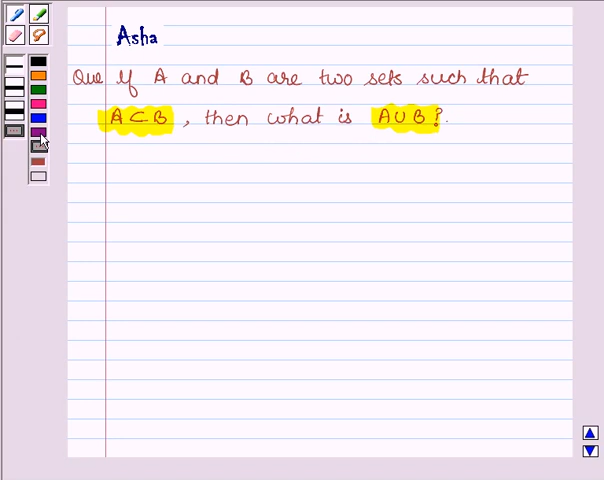 Asha
Que If A and B are two sets such that
A ⊂ B , then what is A ∪ B ?.